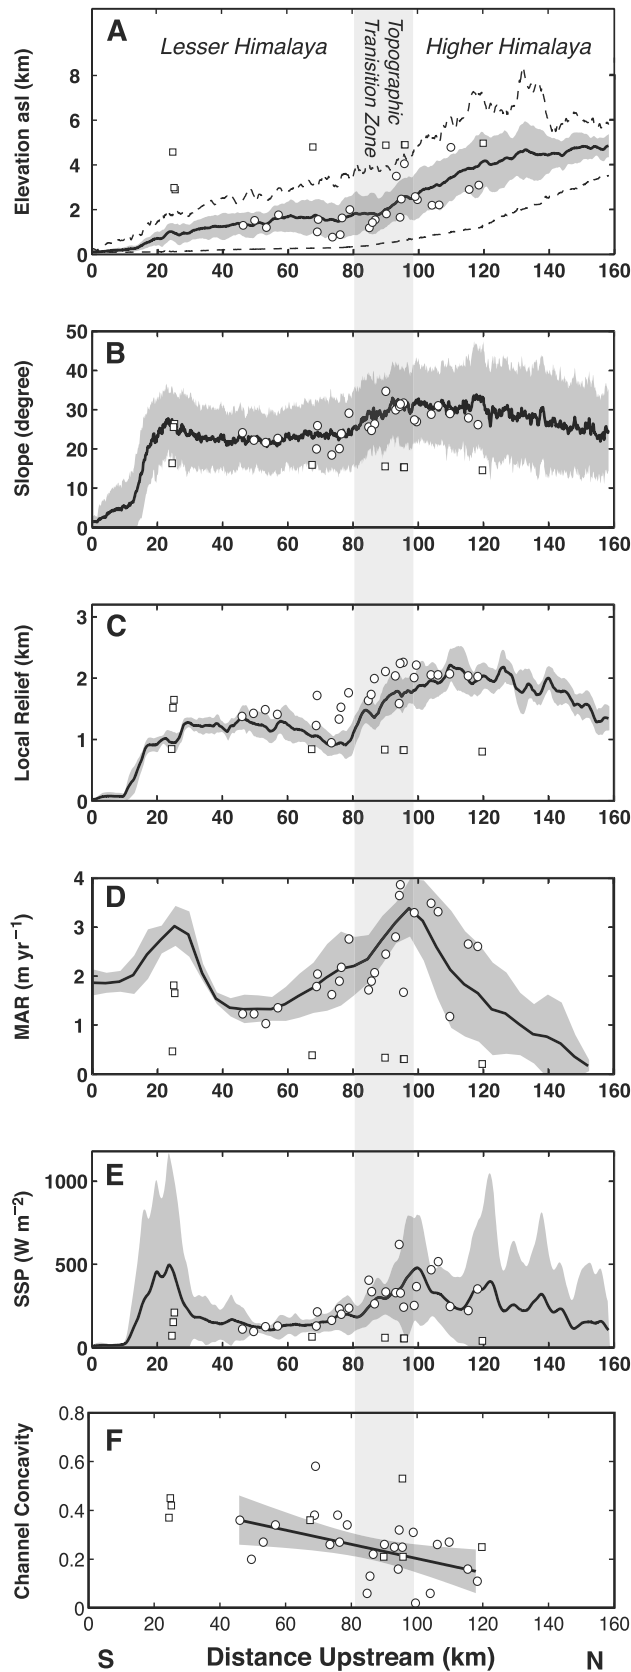 A
Lesser Himalaya
Topographic
Tranisition Zone
Higher Himalaya
Elevation asl (km)
8
6
4
2
0
0 20 40 60 80 100 120 140 160
B
Slope (degree)
50
40
30
20
10
0
0 20 40 60 80 100 120 140 160
C
Local Relief (km)
3
2
1
0
0 20 40 60 80 100 120 140 160
D
MAR (m yr⁻¹)
4
3
2
1
0
0 20 40 60 80 100 120 140 160
E
SSP (W m⁻²)
1000
500
0
0 20 40 60 80 100 120 140 160
F
Channel Concavity
0.8
0.6
0.4
0.2
0
0 20 40 60 80 100 120 140 160
S Distance Upstream (km) N